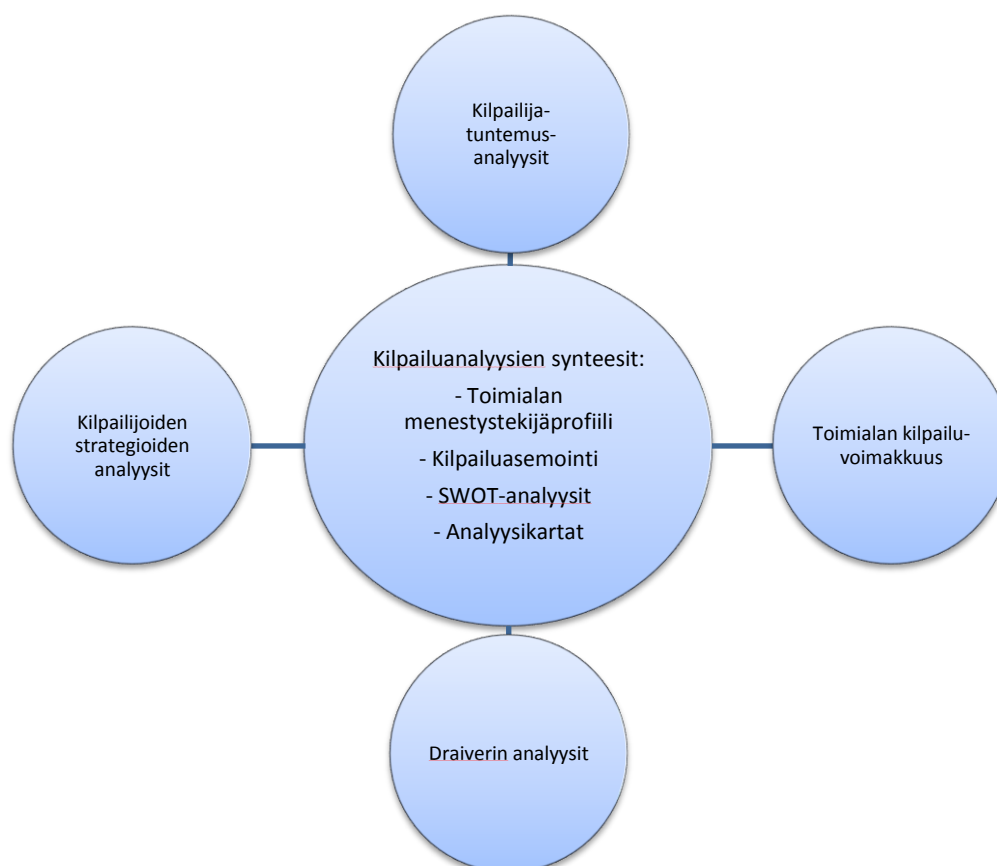 Kilpailija-
tuntemus-
analyysit
Kilpailuanalyysien synteesit:
- Toimialan
menestystekijäprofiili
- Kilpailuasemointi
- SWOT-analyysit
- Analyysikartat
Kilpailijoiden
strategioiden
analyysit
Toimialan kilpailu-
voimakkuus
Draiverin analyysit